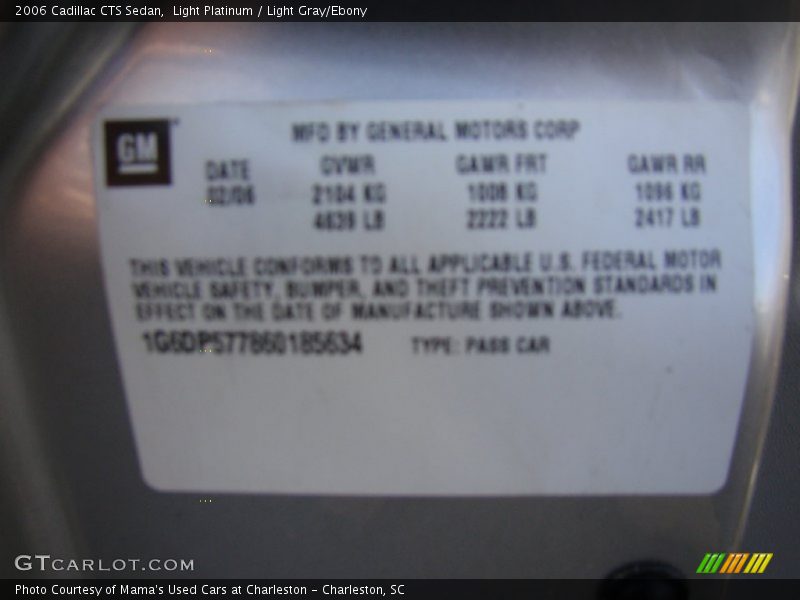 2006 Cadillac CTS Sedan,  Light Platinum / Light Gray/Ebony
GM
MFD BY GENERAL MOTORS CORP
DATE GVWR GAWR FRT GAWR RR
02/06 2104 KG 1008 KG 1096 KG
4639 LB 2222 LB 2417 LB
THIS VEHICLE CONFORMS TO ALL APPLICABLE U.S. FEDERAL MOTOR
VEHICLE SAFETY, BUMPER, AND THEFT PREVENTION STANDARDS IN
EFFECT ON THE DATE OF MANUFACTURE SHOWN ABOVE.
1G6DP577860185634 TYPE: PASS CAR
GTCARLOT.COM
Photo Courtesy of Mama's Used Cars at Charleston - Charleston, SC